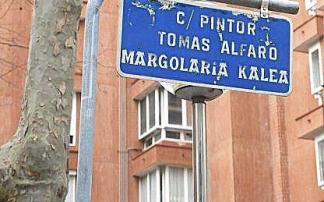 C/ PINTOR
TOMAS ALFARO
MARGOLARIA KALEA